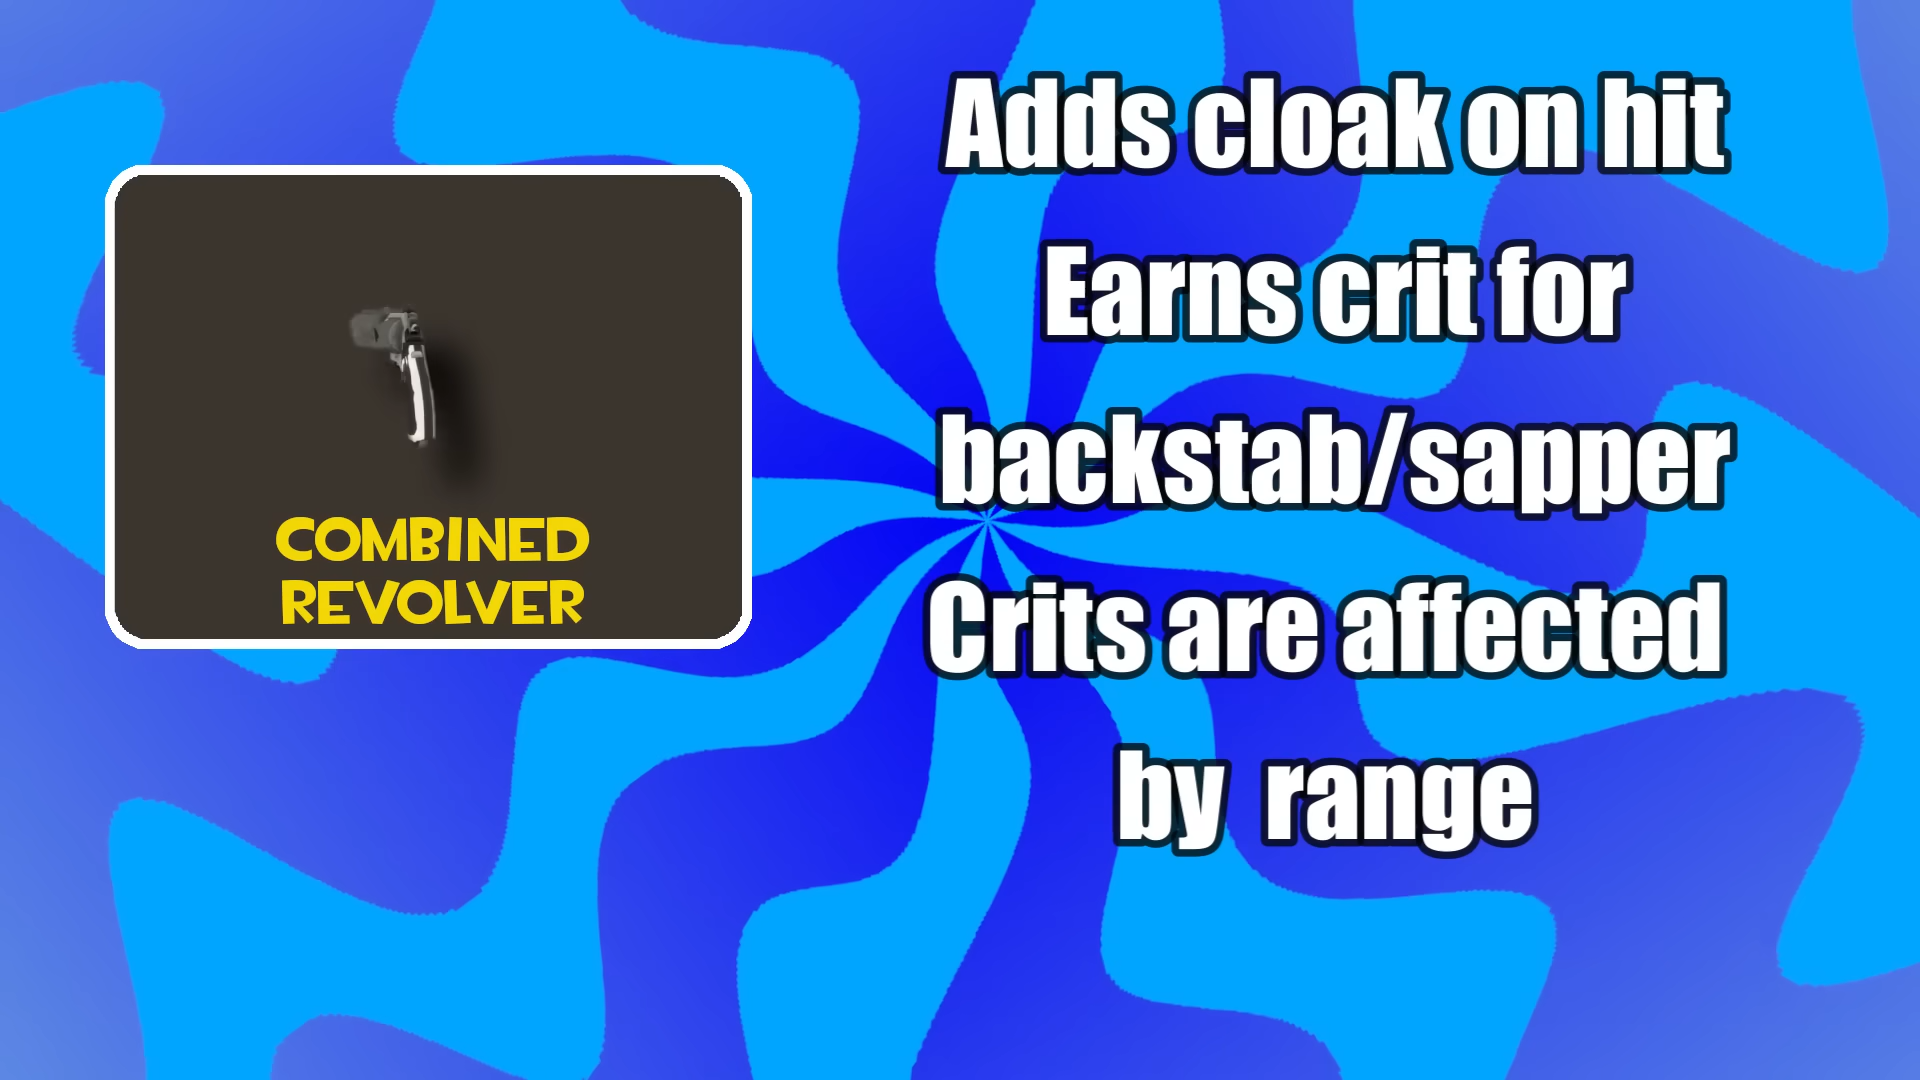 COMBINED
REVOLVER
Adds cloak on hit
Earns crit for
backstab/sapper
Crits are affected
by range